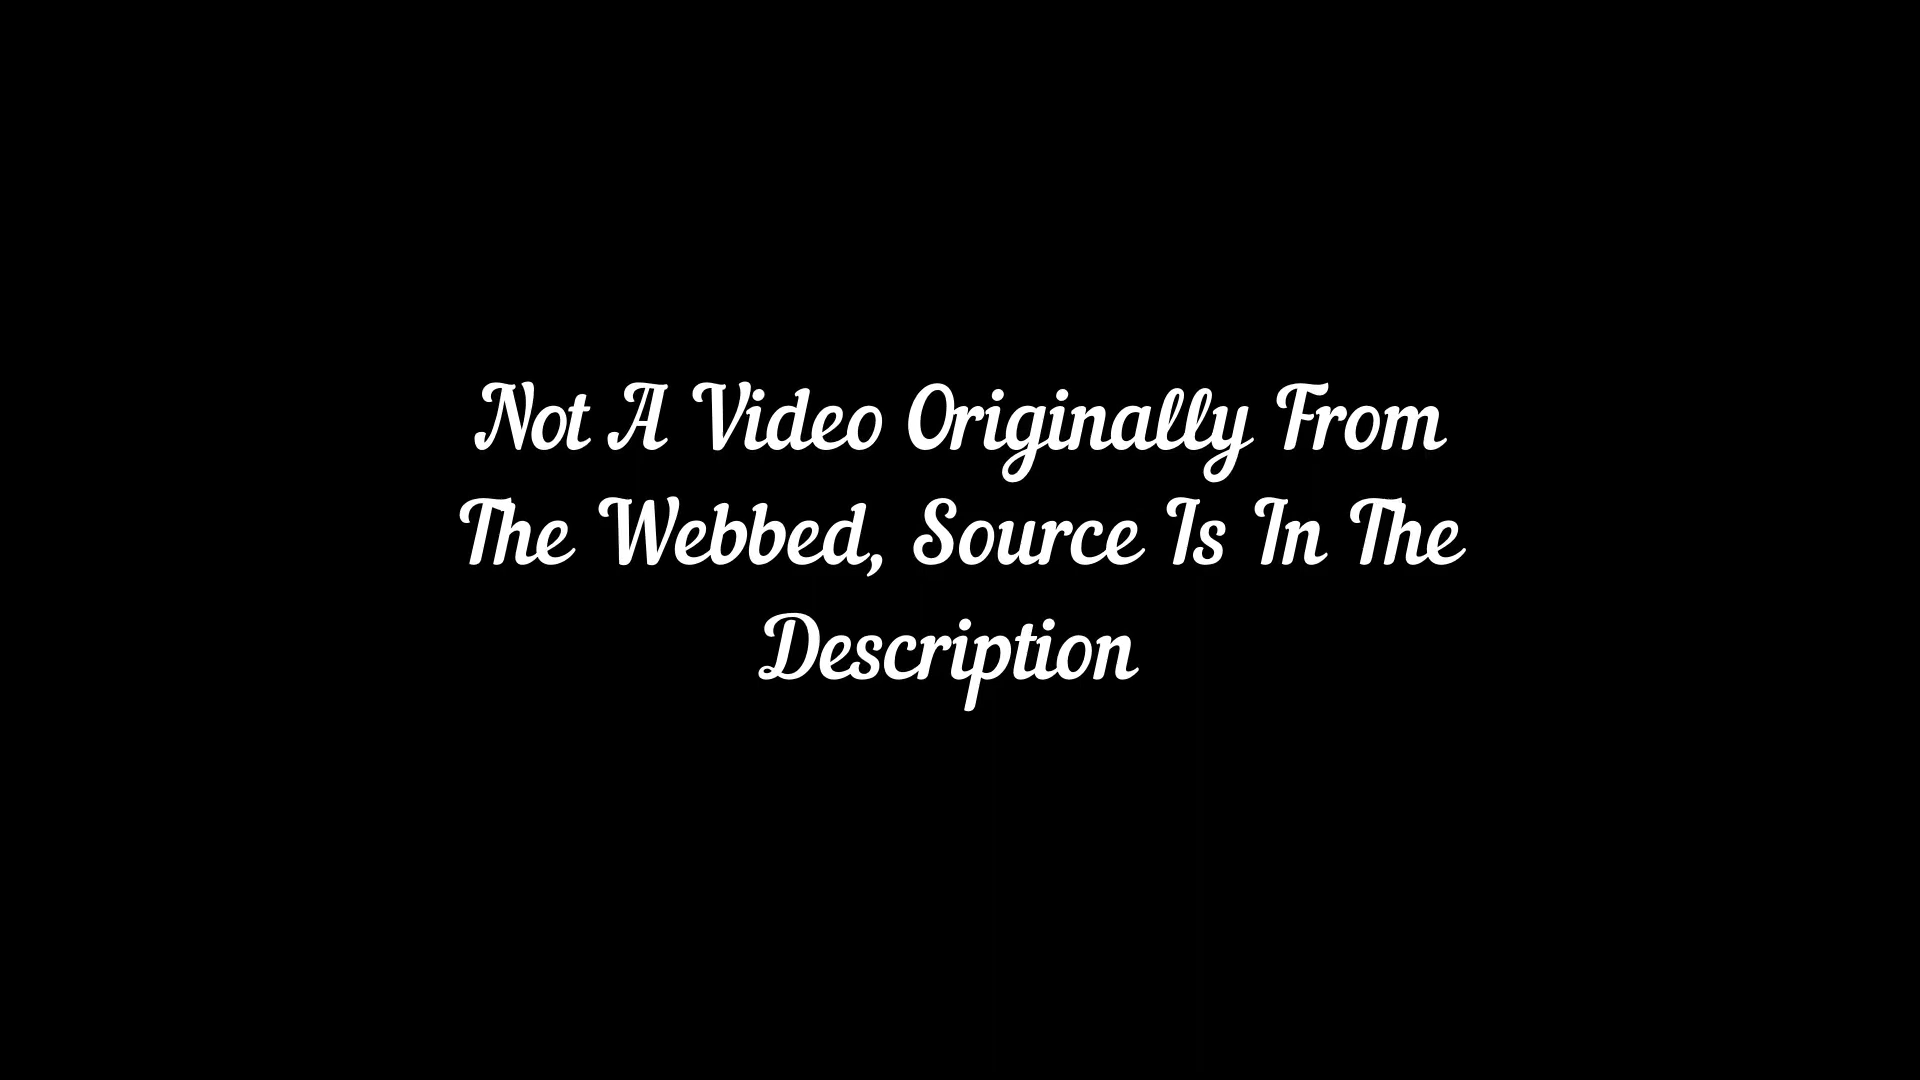 Not A Video Originally From
The Webbed, Source Is In The
Description